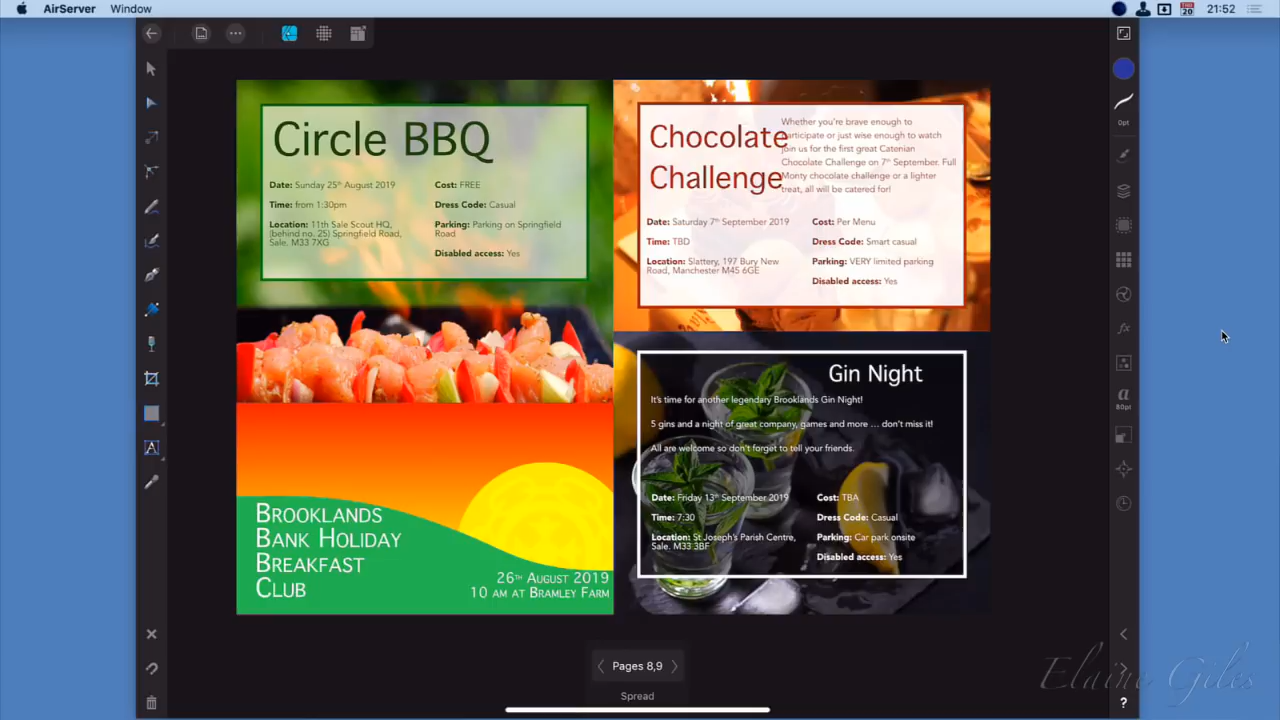 AirServer Window
THU
20
21:52
Circle BBQ
Date: Sunday 25th August 2019
Time: from 1:30pm
Location: 11th Sale Scout HQ,
(behind no. 25) Springfield Road,
Sale, M33 7XG
Cost: FREE
Dress Code: Casual
Parking: Parking on Springfield
Road
Disabled access: Yes
Chocolate
Challenge
Whether you're brave enough to
participate or just wise enough to watch
join us for the first great Catenian
Chocolate Challenge on 7th September. Full
Monty chocolate challenge or a lighter
treat, all will be catered for!
Date: Saturday 7th September 2019
Time: TBD
Location: Slattery, 197 Bury New
Road, Manchester M45 6GE
Cost: Per Menu
Dress Code: Smart casual
Parking: VERY limited parking
Disabled access: Yes
Brooklands
Bank Holiday
Breakfast
Club
26th August 2019
10 am at Bramley Farm
Gin Night
It's time for another legendary Brooklands Gin Night!
5 gins and a night of great company, games and more ... don't miss it!
All are welcome so don't forget to tell your friends.
Date: Friday 13th September 2019
Time: 7:30
Location: St Joseph's Parish Centre,
Sale. M33 3BF
Cost: TBA
Dress Code: Casual
Parking: Car park onsite
Disabled access: Yes
Opt
fx
a
80pt
A
Pages 8,9
Spread
Elaine Giles
?